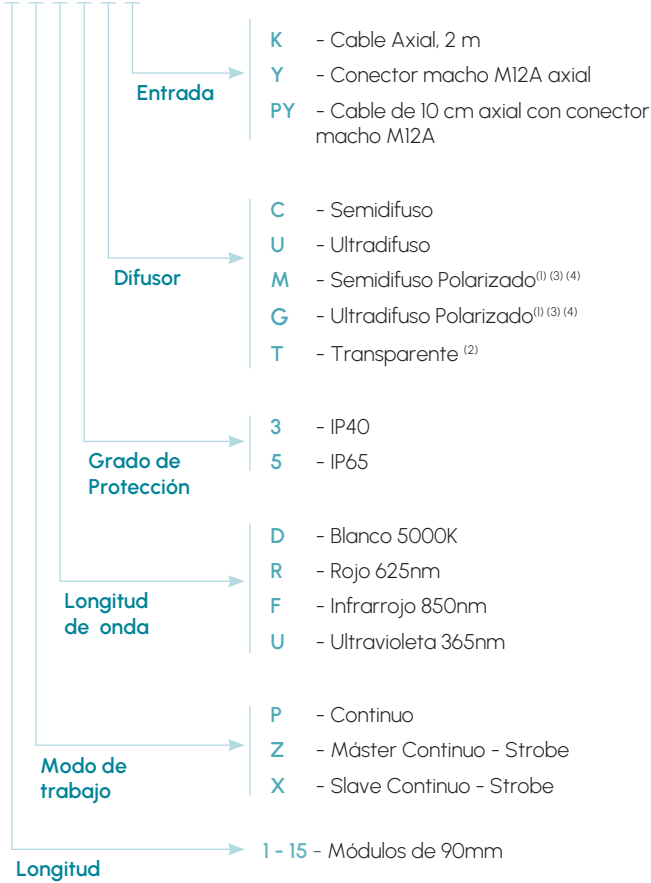 K - Cable Axial, 2 m
Entrada
Y - Conector macho M12A axial
PY - Cable de 10 cm axial con conector
macho M12A
C - Semidifuso
U - Ultradifuso
Difusor
M - Semidifuso Polarizado(1) (3) (4)
G - Ultradifuso Polarizado(1) (3) (4)
T - Transparente (2)
3 - IP40
5 - IP65
Grado de
Protección
D - Blanco 5000K
R - Rojo 625nm
Longitud
de onda
F - Infrarrojo 850nm
U - Ultravioleta 365nm
P - Continuo
Z - Máster Continuo - Strobe
Modo de
trabajo
X - Slave Continuo - Strobe
1 - 15 - Módulos de 90mm
Longitud